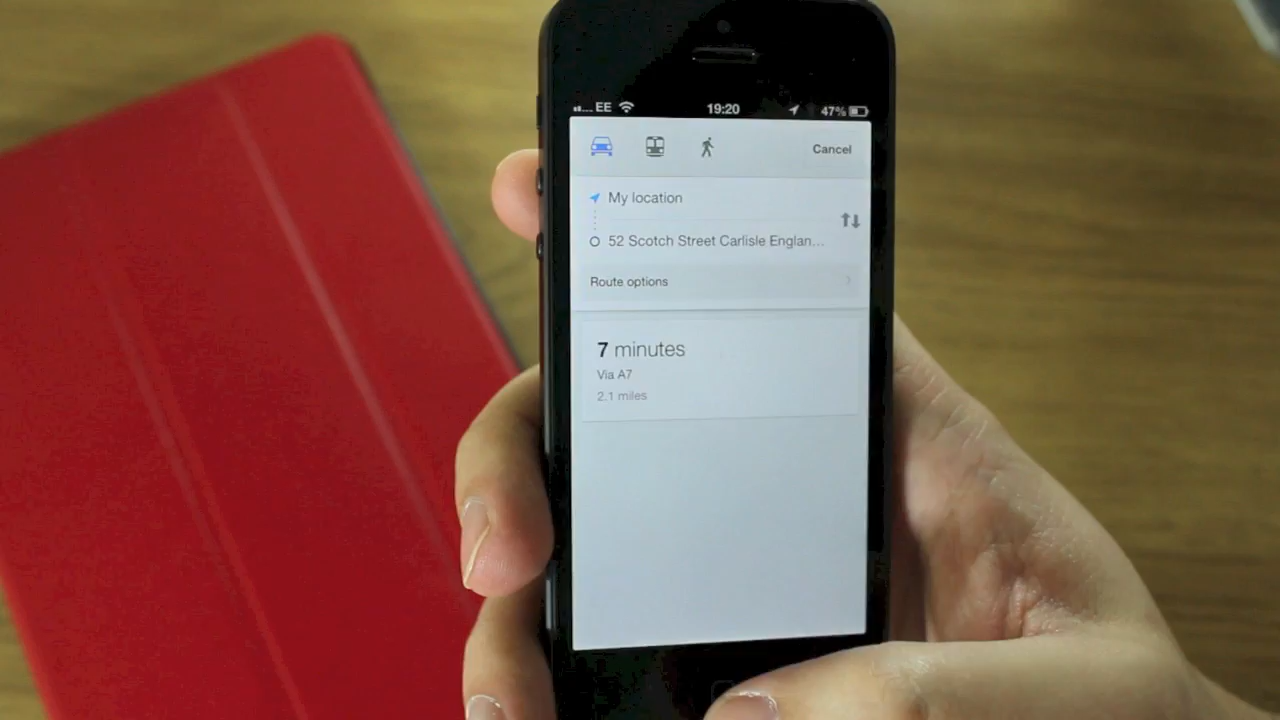 EE 19:20 47%
Cancel
My location
52 Scotch Street Carlisle Englan...
Route options
7 minutes
Via A7
2.1 miles